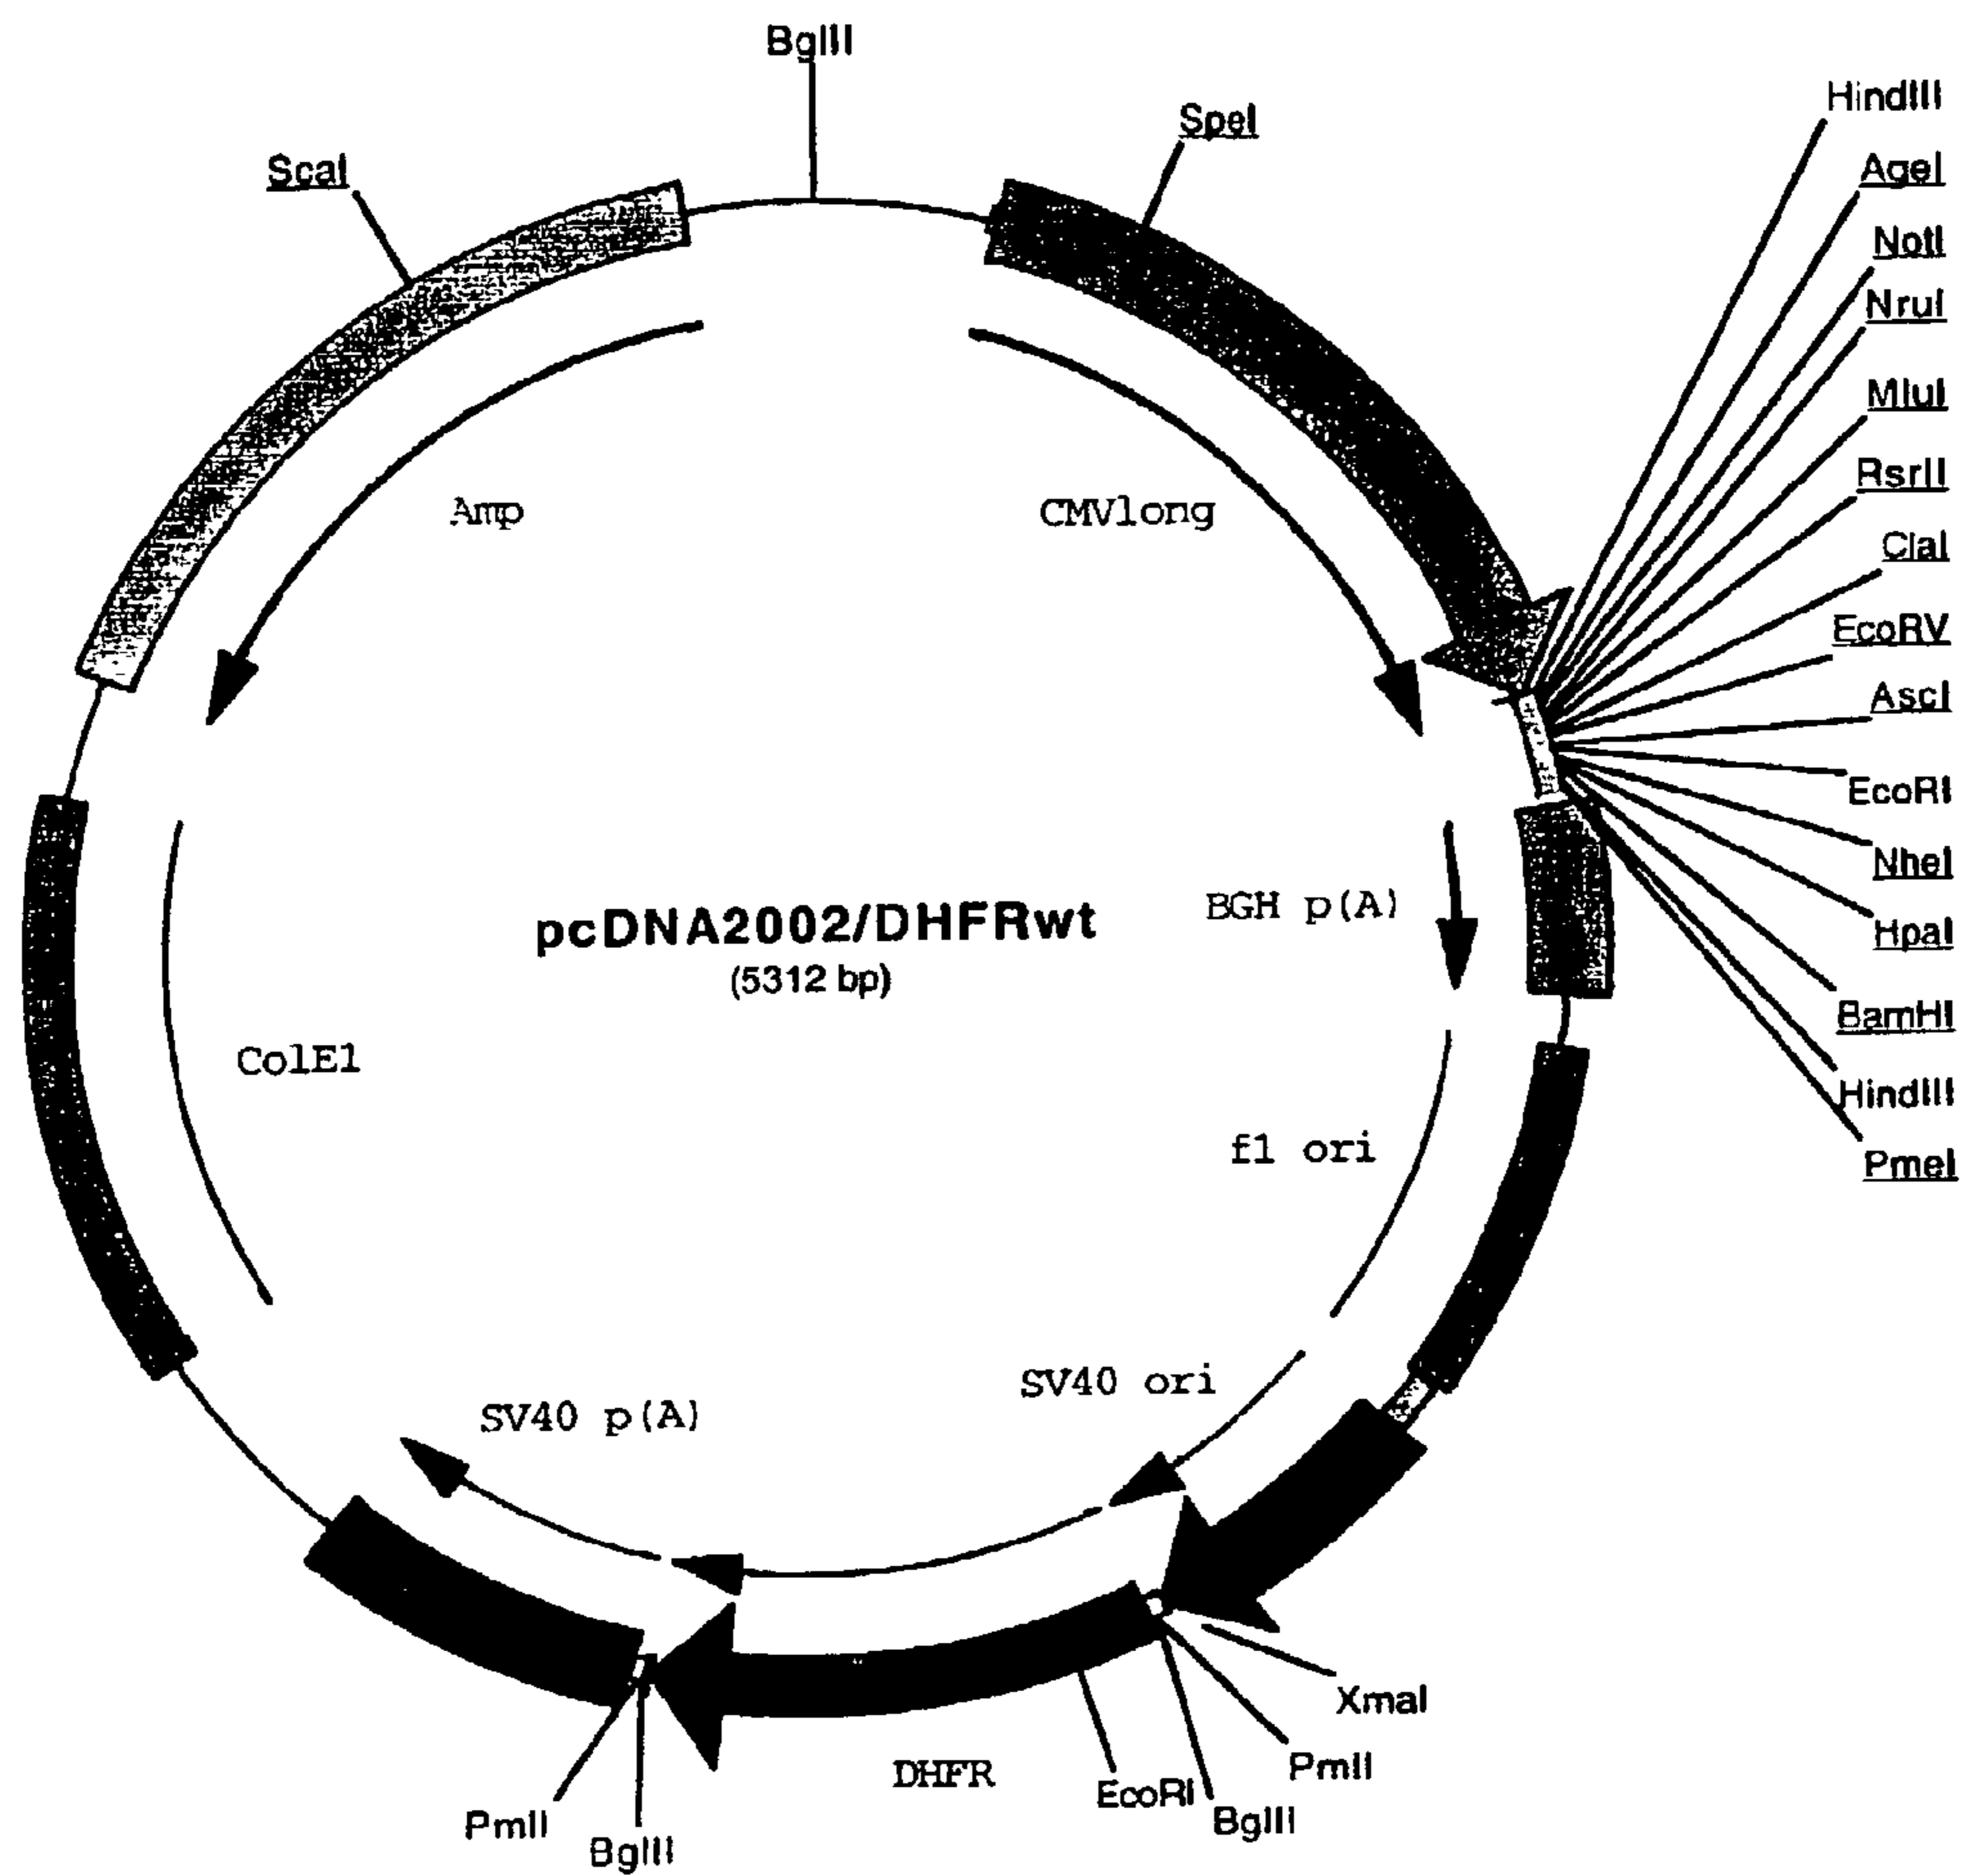 BglII
SpeI
ScaI
HindIII
AgeI
NotI
NruI
MluI
RsrII
ClaI
EcoRV
AscI
EcoRI
NheI
HpaI
BamHI
HindIII
PmeI
Amp
CMVlong
pcDNA2002/DHFRwt
(5312 bp)
BGH p(A)
ColE1
f1 ori
SV40 ori
SV40 p(A)
XmaI
PmlI
DHFR
EcoRI
BglII
PmlI
BglII